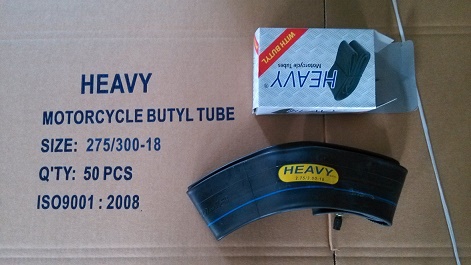 HEAVY
MOTORCYCLE BUTYL TUBE
SIZE: 275/300-18
Q'TY: 50 PCS
ISO9001 : 2008
WITH BUTYL
HEAVY
Motorcycle Tubes
HEAVY